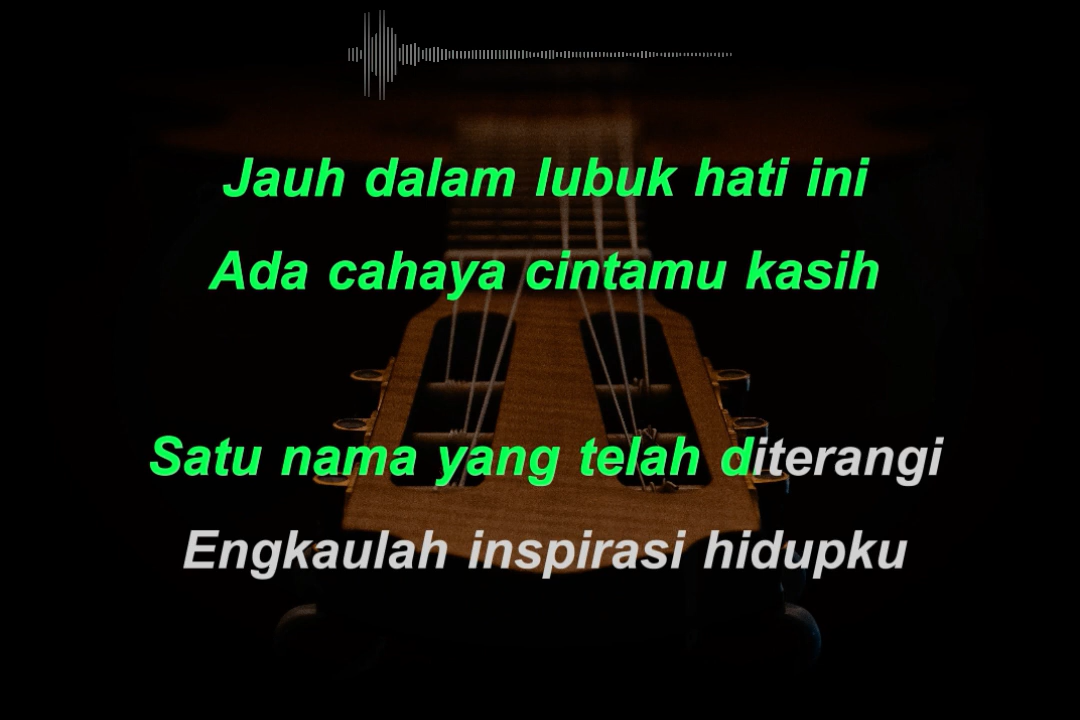 Jauh dalam lubuk hati ini
Ada cahaya cintamu kasih
Satu nama yang telah diterangi
Engkaulah inspirasi hidupku